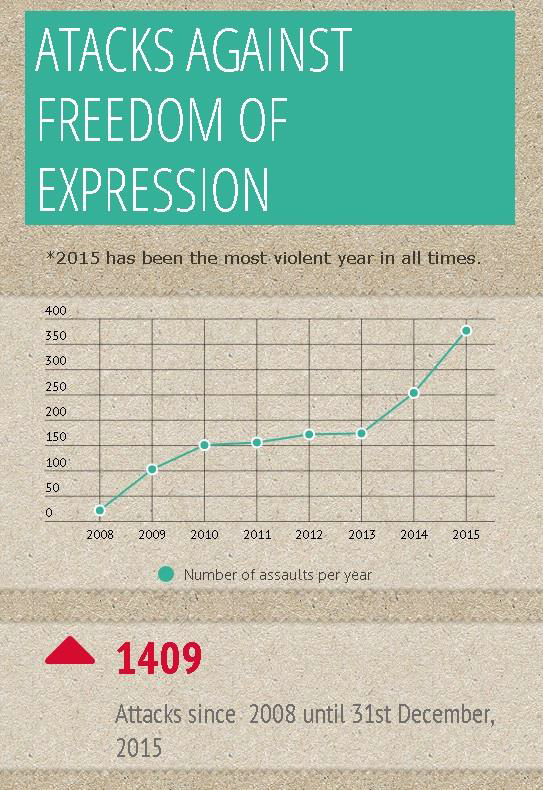 ATACKS AGAINST
FREEDOM OF
EXPRESSION
*2015 has been the most violent year in all times.
400
350
300
250
200
150
100
50
0
2008 2009 2010 2011 2012 2013 2014 2015
Number of assaults per year
1409
Attacks since 2008 until 31st December,
2015